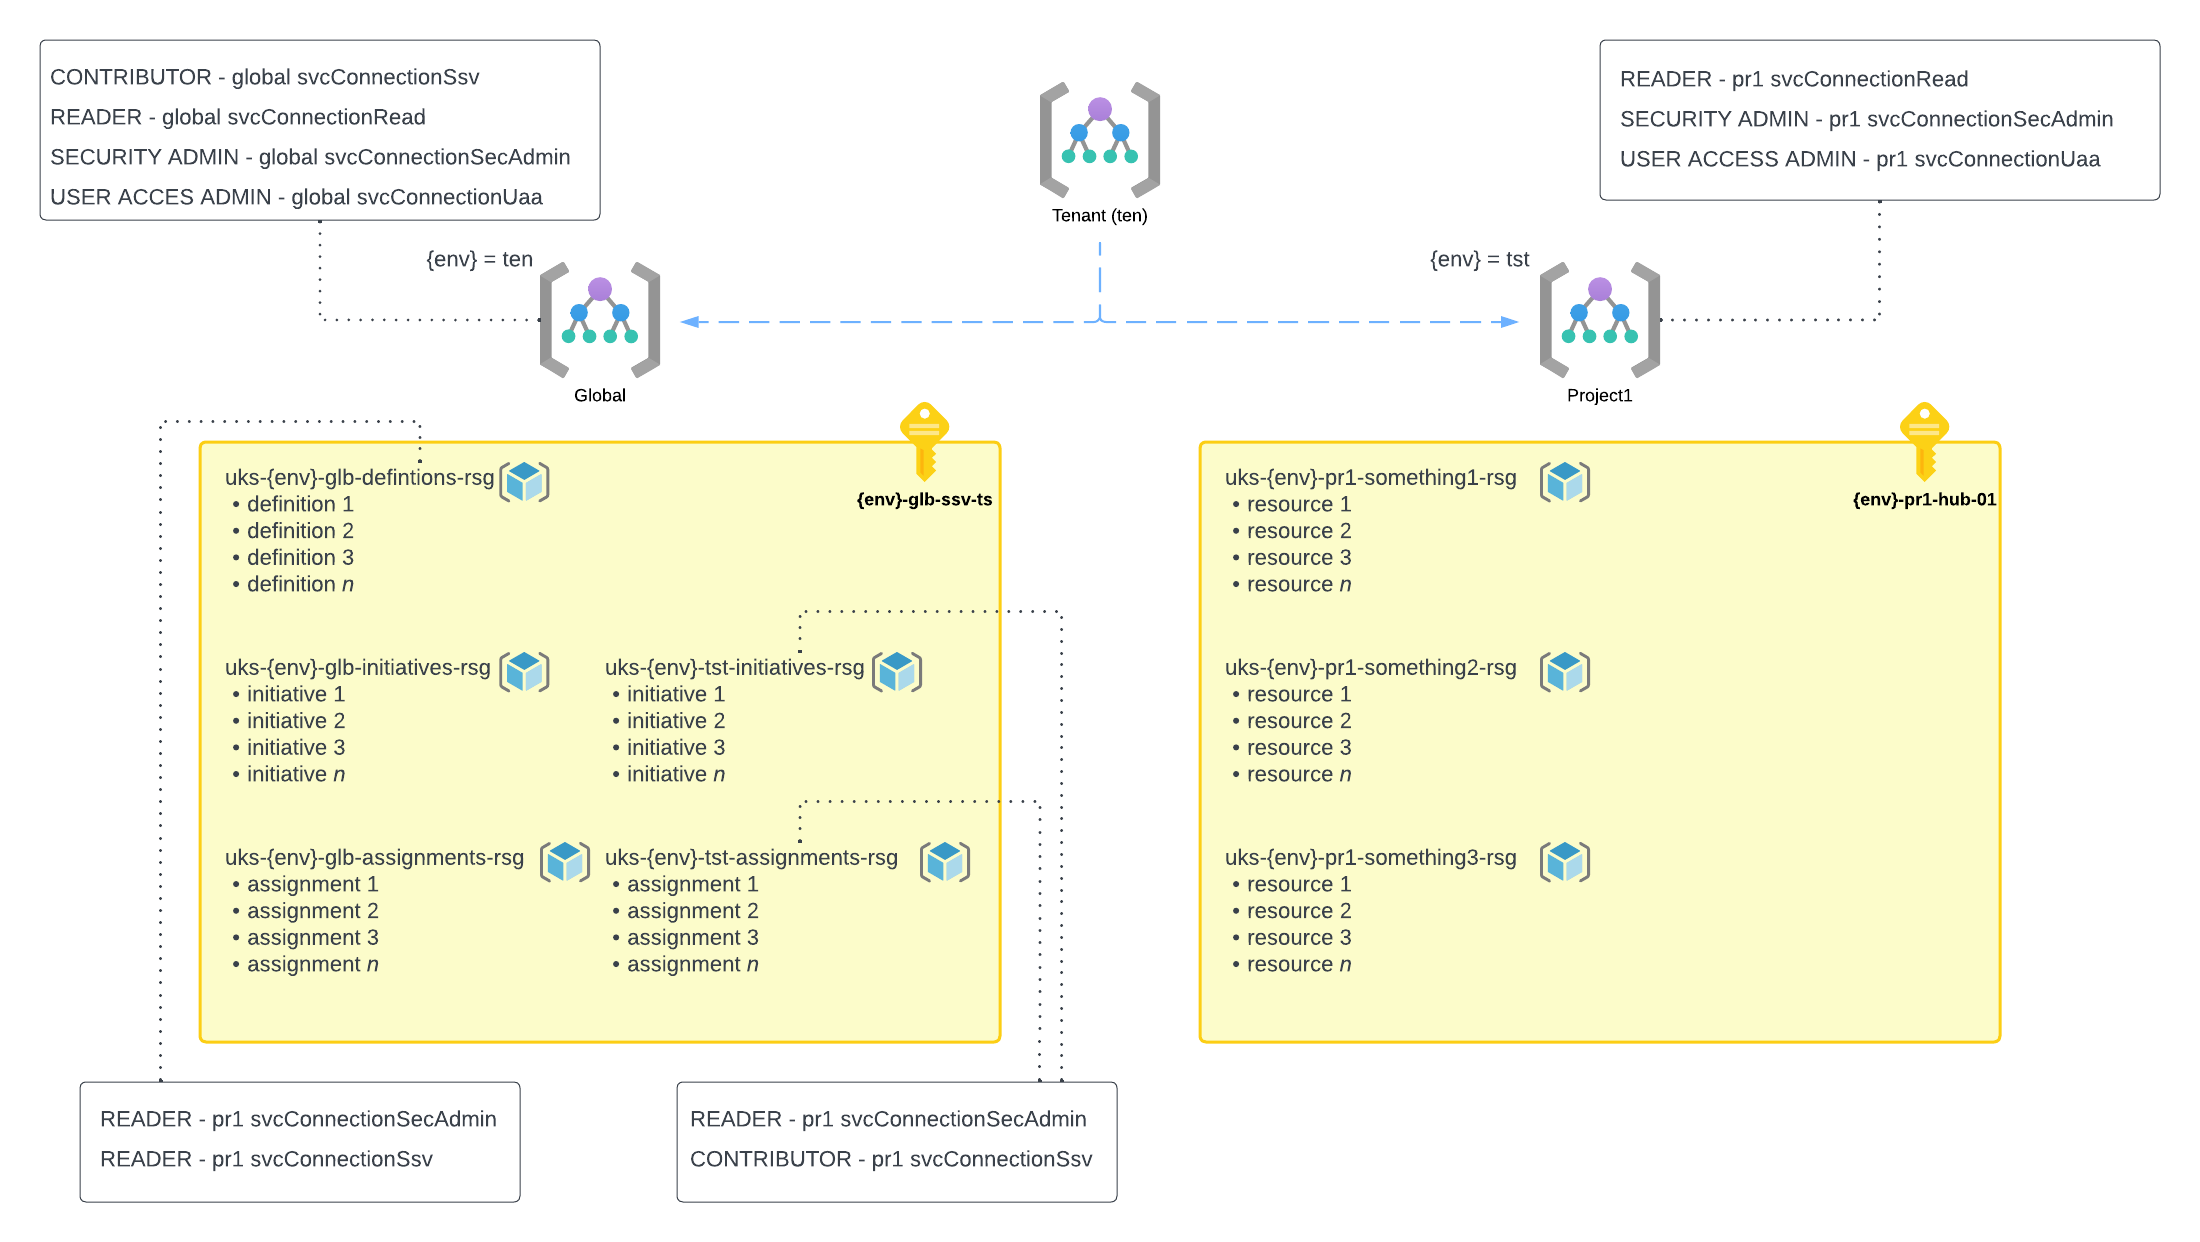 CONTRIBUTOR - global svcConnectionSsv
READER - global svcConnectionRead
SECURITY ADMIN - global svcConnectionSecAdmin
USER ACCES ADMIN - global svcConnectionUaa
Tenant (ten)
READER - pr1 svcConnectionRead
SECURITY ADMIN - pr1 svcConnectionSecAdmin
USER ACCESS ADMIN - pr1 svcConnectionUaa
{env} = ten
Global
{env} = tst
Project1
{env}-glb-ssv-ts
uks-{env}-glb-defintions-rsg
• definition 1
• definition 2
• definition 3
• definition n
uks-{env}-glb-initiatives-rsg
• initiative 1
• initiative 2
• initiative 3
• initiative n
uks-{env}-tst-initiatives-rsg
• initiative 1
• initiative 2
• initiative 3
• initiative n
uks-{env}-glb-assignments-rsg
• assignment 1
• assignment 2
• assignment 3
• assignment n
uks-{env}-tst-assignments-rsg
• assignment 1
• assignment 2
• assignment 3
• assignment n
{env}-pr1-hub-01
uks-{env}-pr1-something1-rsg
• resource 1
• resource 2
• resource 3
• resource n
uks-{env}-pr1-something2-rsg
• resource 1
• resource 2
• resource 3
• resource n
uks-{env}-pr1-something3-rsg
• resource 1
• resource 2
• resource 3
• resource n
READER - pr1 svcConnectionSecAdmin
READER - pr1 svcConnectionSsv
READER - pr1 svcConnectionSecAdmin
CONTRIBUTOR - pr1 svcConnectionSsv